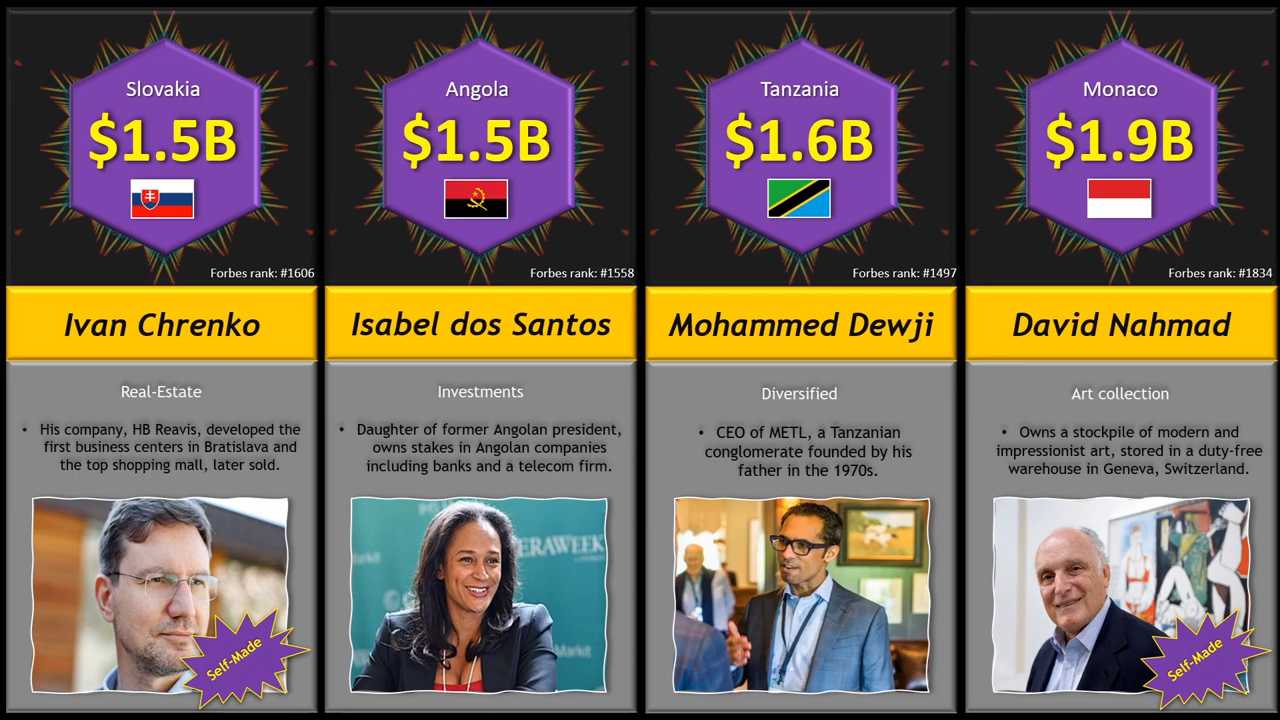 Slovakia
$1.5B
Forbes rank: #1606
Ivan Chrenko
Real-Estate
• His company, HB Reavis, developed the
first business centers in Bratislava and
the top shopping mall, later sold.
Self-Made
Angola
$1.5B
Forbes rank: #1558
Isabel dos Santos
Investments
• Daughter of former Angolan president,
owns stakes in Angolan companies
including banks and a telecom firm.
ERAWEEK
Markit
Markit
Tanzania
$1.6B
Forbes rank: #1497
Mohammed Dewji
Diversified
• CEO of METL, a Tanzanian
conglomerate founded by his
father in the 1970s.
Monaco
$1.9B
Forbes rank: #1834
David Nahmad
Art collection
• Owns a stockpile of modern and
impressionist art, stored in a duty-free
warehouse in Geneva, Switzerland.
Self-Made